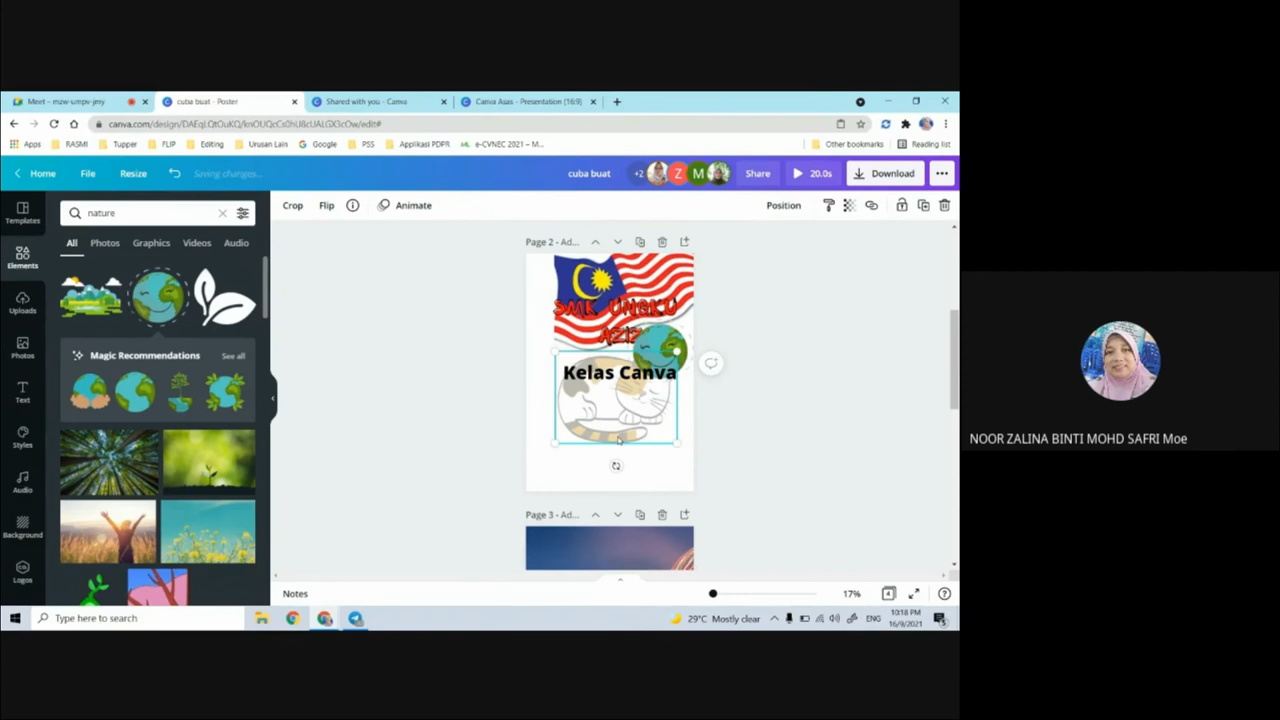 Meet - mzw-umpv-jmy
cuba buat - Poster
Shared with you - Canva
Canva Asas - Presentation (16:9)
Apps
RASMI
Tupper
FLIP
Editing
Urusan Lain
Google
PSS
Applikasi PDPR
e-CVNEC 2021 – M...
Other bookmarks
Reading list
Home
File
Resize
Saving changes...
cuba buat
+2
Z
M
Share
20.0s
Download
Templates
Elements
Uploads
Photos
Text
Styles
Audio
Background
Logos
nature
All
Photos
Graphics
Videos
Audio
Magic Recommendations
See all
Crop
Flip
Animate
Position
Page 2 - Ad...
SMK UNGKU
Kelas Canva
Page 3 - Ad...
Notes
17%
4
NOOR ZALINA BINTI MOHD SAFRI Moe
Type here to search
29°C Mostly clear
ENG
10:18 PM
16/9/2021